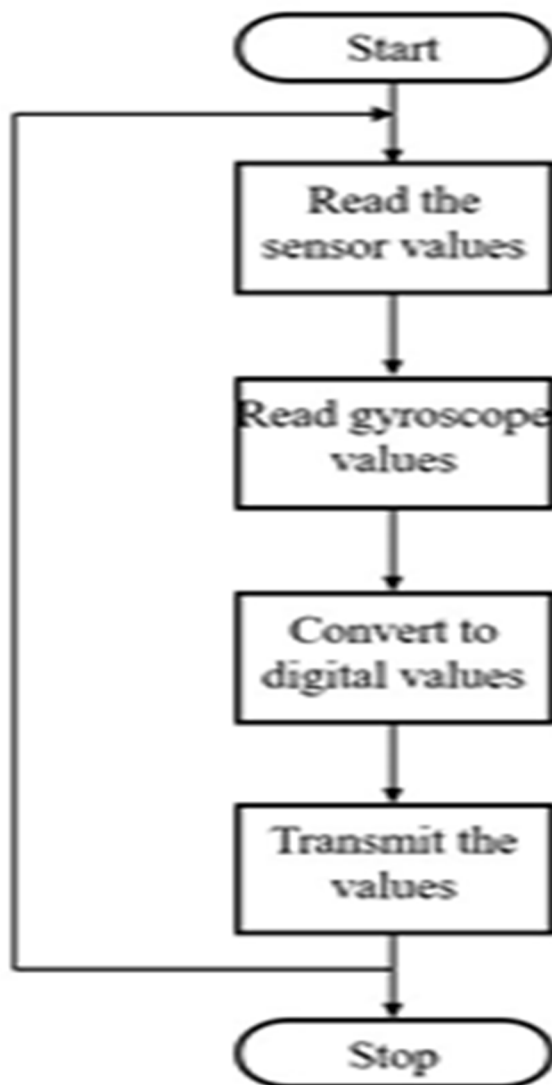 Start
Read the
sensor values
Read gyroscope
values
Convert to
digital values
Transmit the
values
Stop